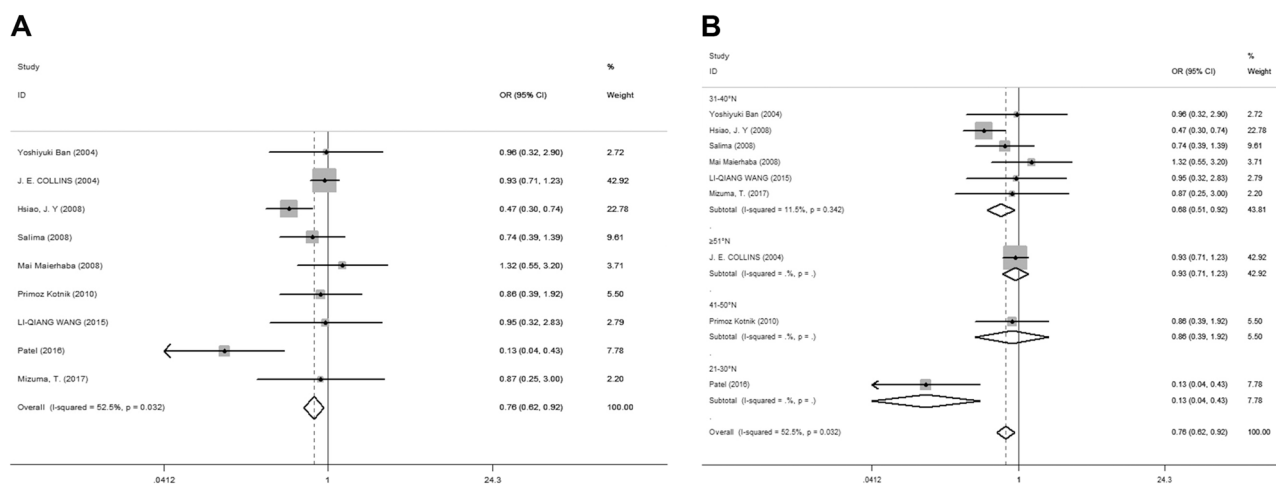 A
Study %
ID OR (95% CI) Weight
Yoshiyuki Ban (2004) 0.96 (0.32, 2.90) 2.72
J. E. COLLINS (2004) 0.93 (0.71, 1.23) 42.92
Hsiao, J. Y (2008) 0.47 (0.30, 0.74) 22.78
Salima (2008) 0.74 (0.39, 1.39) 9.61
Mai Maierhaba (2008) 1.32 (0.55, 3.20) 3.71
Primoz Kotnik (2010) 0.86 (0.39, 1.92) 5.50
LI-QIANG WANG (2015) 0.95 (0.32, 2.83) 2.79
Patel (2016) 0.13 (0.04, 0.43) 7.78
Mizuma, T. (2017) 0.87 (0.25, 3.00) 2.20
Overall (I-squared = 52.5%, p = 0.032) 0.76 (0.62, 0.92) 100.00
.0412 1 24.3
B
Study %
ID OR (95% CI) Weight
31-40°N
Yoshiyuki Ban (2004) 0.96 (0.32, 2.90) 2.72
Hsiao, J. Y (2008) 0.47 (0.30, 0.74) 22.78
Salima (2008) 0.74 (0.39, 1.39) 9.61
Mai Maierhaba (2008) 1.32 (0.55, 3.20) 3.71
LI-QIANG WANG (2015) 0.95 (0.32, 2.83) 2.79
Mizuma, T. (2017) 0.87 (0.25, 3.00) 2.20
Subtotal (I-squared = 11.5%, p = 0.342) 0.68 (0.51, 0.92) 43.81
.
≥51°N
J. E. COLLINS (2004) 0.93 (0.71, 1.23) 42.92
Subtotal (I-squared = .%, p = .) 0.93 (0.71, 1.23) 42.92
.
41-50°N
Primoz Kotnik (2010) 0.86 (0.39, 1.92) 5.50
Subtotal (I-squared = .%, p = .) 0.86 (0.39, 1.92) 5.50
.
21-30°N
Patel (2016) 0.13 (0.04, 0.43) 7.78
Subtotal (I-squared = .%, p = .) 0.13 (0.04, 0.43) 7.78
.
Overall (I-squared = 52.5%, p = 0.032) 0.76 (0.62, 0.92) 100.00
.0412 1 24.3